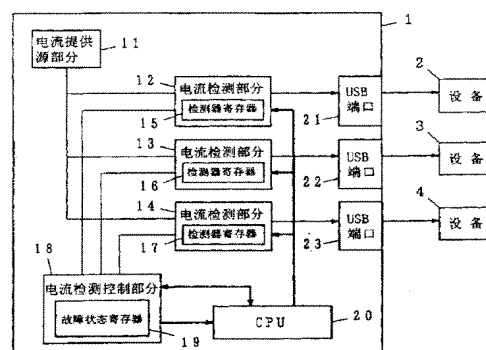 电流提供
源部分
11
1
12
电流检测部分
检测器寄存器
15
USB
端口
21
2
设备
13
电流检测部分
检测器寄存器
16
USB
端口
22
3
设备
14
电流检测部分
检测器寄存器
17
USB
端口
23
4
设备
18
电流检测控制部分
故障状态寄存器
19
CPU
20